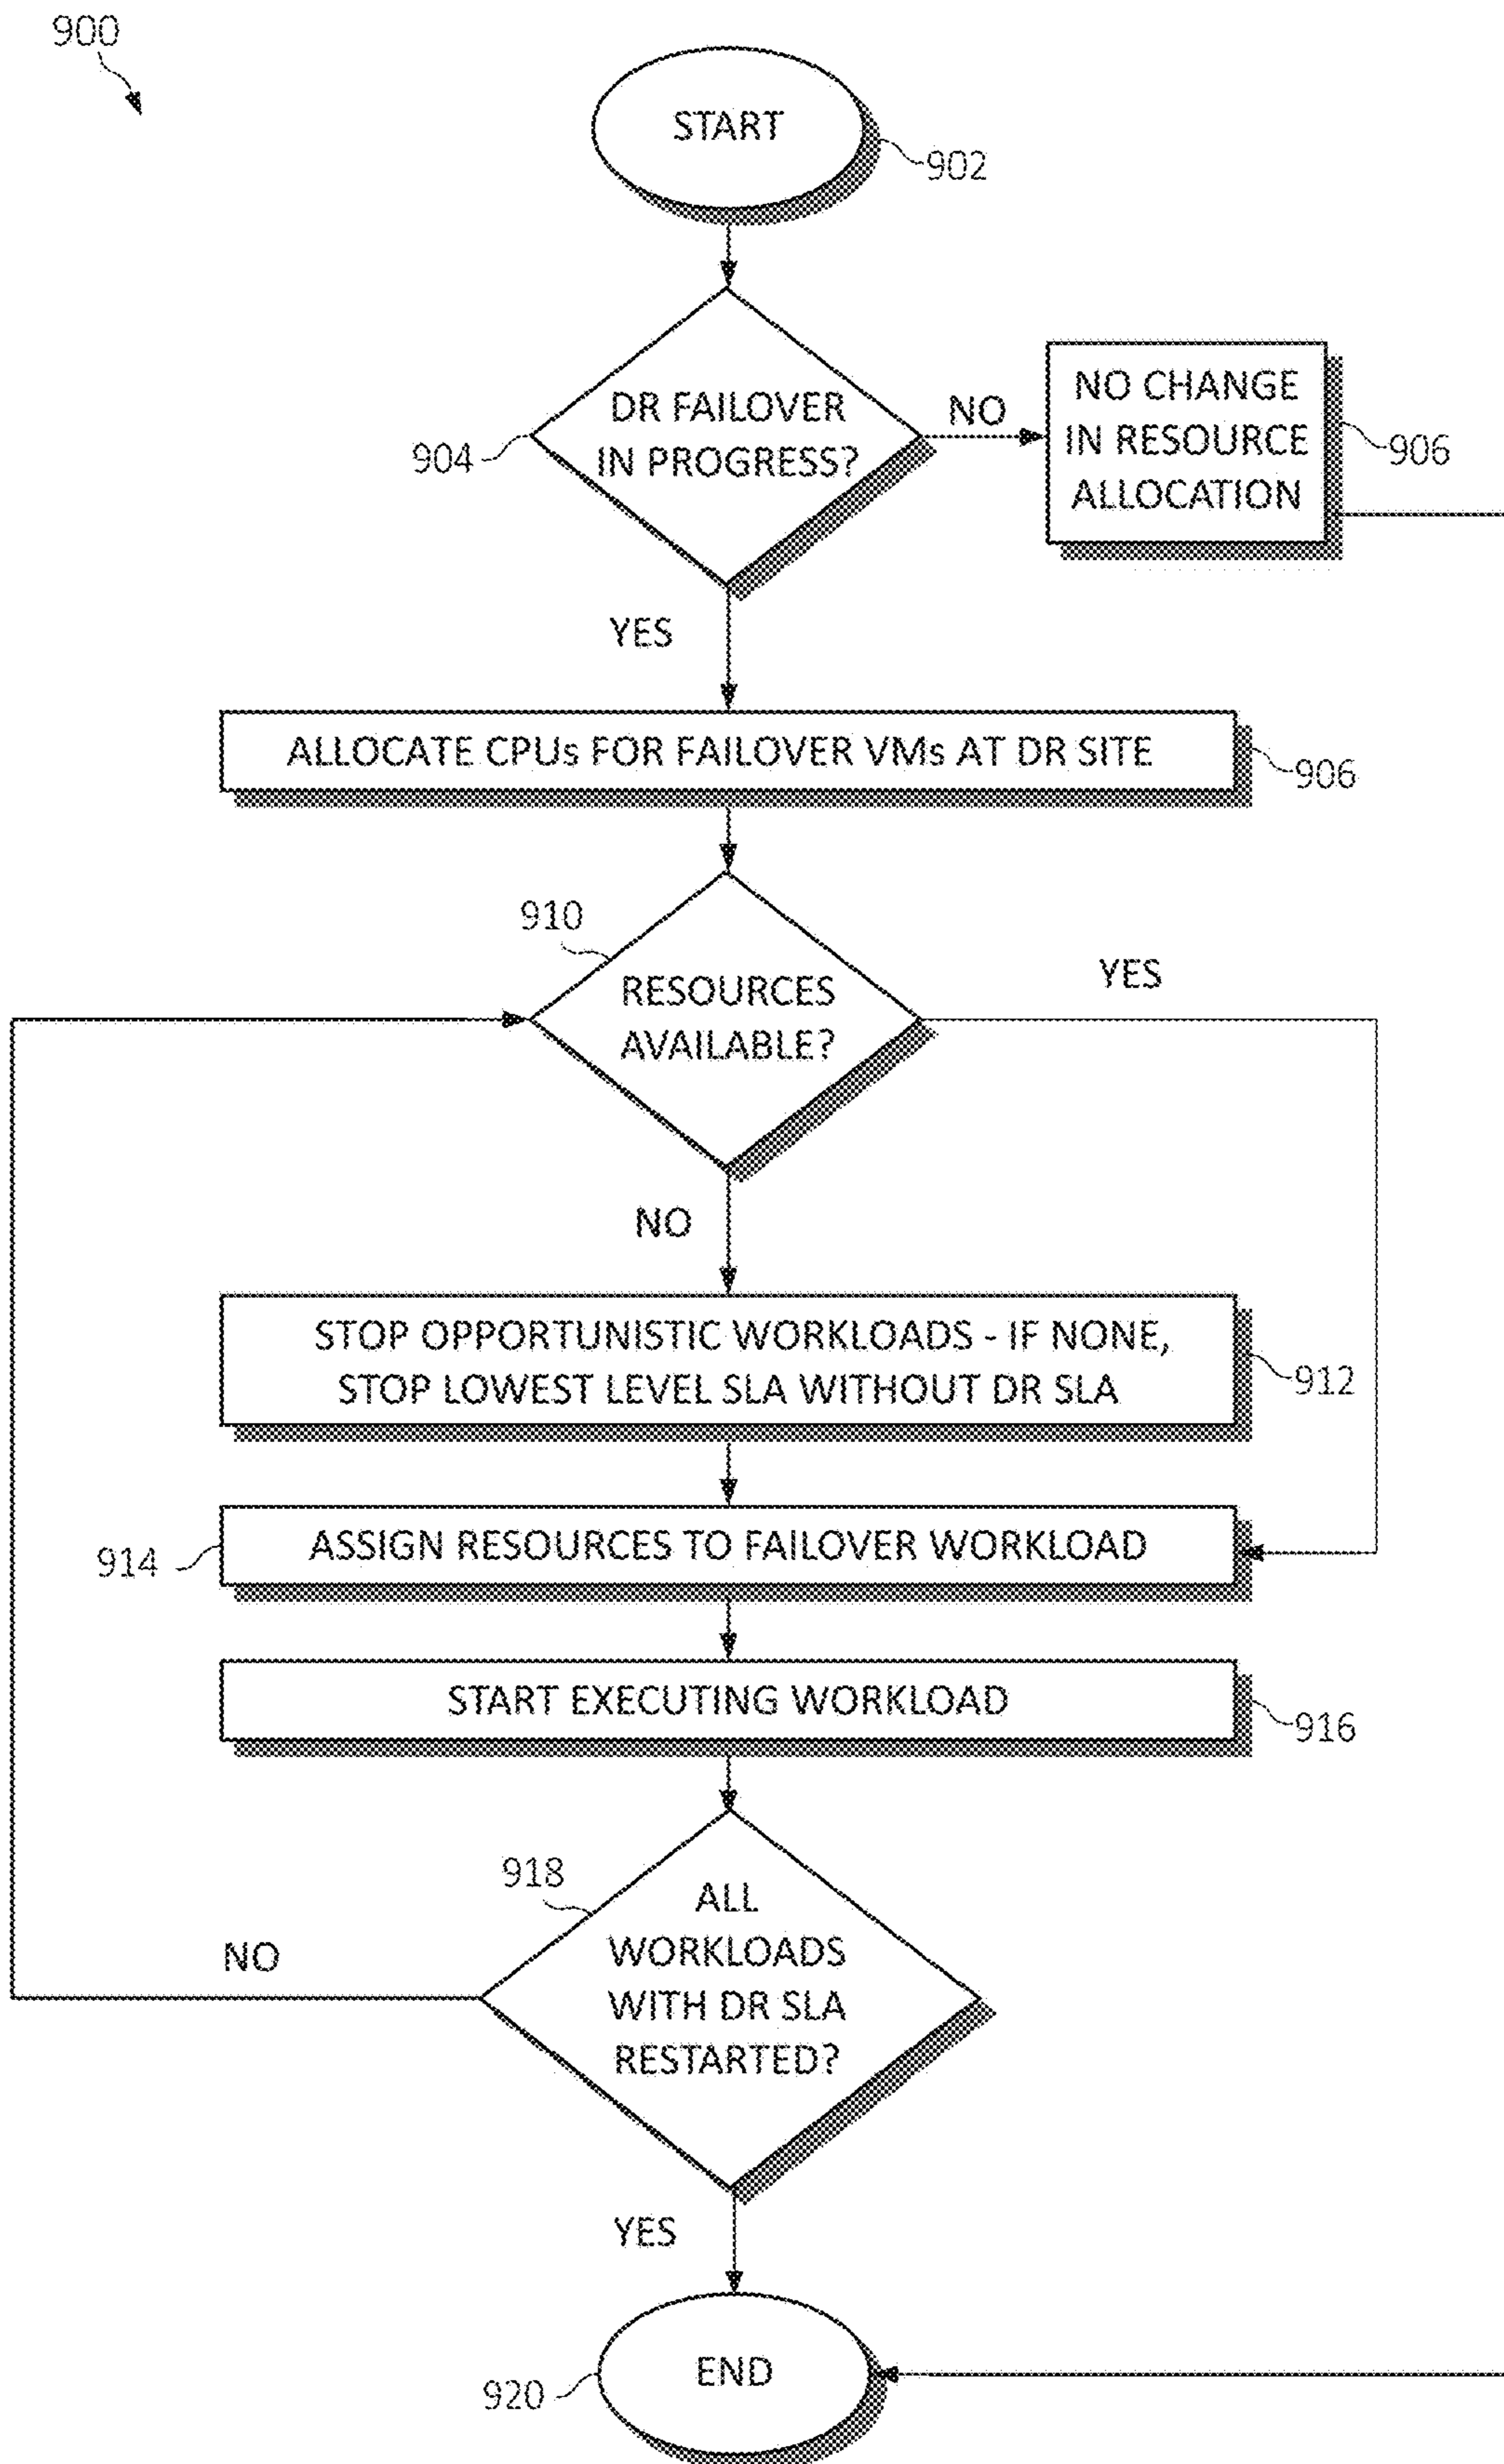 900
START
902
DR FAILOVER
IN PROGRESS?
904
NO
NO CHANGE
IN RESOURCE
ALLOCATION
906
YES
ALLOCATE CPUs FOR FAILOVER VMs AT DR SITE
906
910
RESOURCES
AVAILABLE?
YES
NO
STOP OPPORTUNISTIC WORKLOADS - IF NONE,
STOP LOWEST LEVEL SLA WITHOUT DR SLA
912
ASSIGN RESOURCES TO FAILOVER WORKLOAD
914
START EXECUTING WORKLOAD
916
918
ALL
WORKLOADS
WITH DR SLA
RESTARTED?
NO
YES
END
920